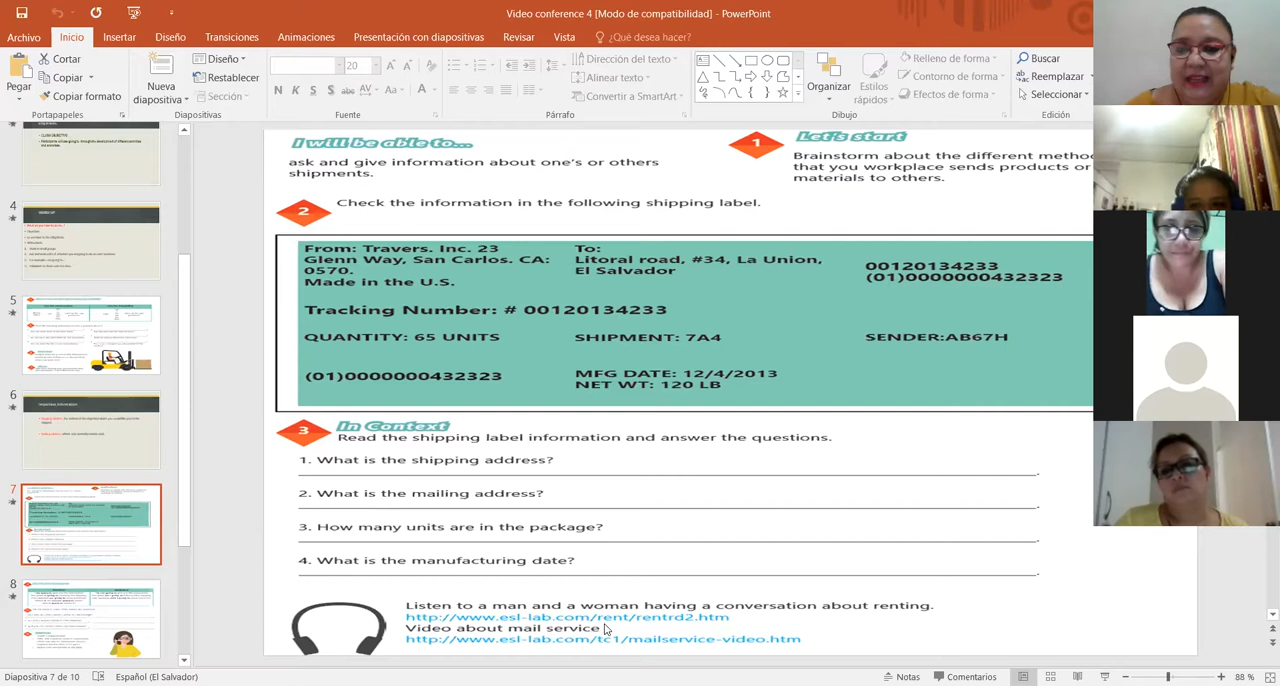 Video conference 4 [Modo de compatibilidad] - PowerPoint
Archivo
Inicio
Insertar
Diseño
Transiciones
Animaciones
Presentación con diapositivas
Revisar
Vista
¿Qué desea hacer?
Pegar
Cortar
Copiar
Copiar formato
Portapapeles
Nueva
diapositiva
Diseño
Restablecer
Sección
Diapositivas
20
N K S S abc AV Aa A
Fuente
Dirección del texto
Alinear texto
Convertir a SmartArt
Párrafo
Organizar
Estilos
rápidos
Relleno de forma
Contorno de forma
Efectos de forma
Dibujo
Buscar
Reemplazar
Seleccionar
Edición
4
5
6
7
8
I will be able to...
ask and give information about one's or others
shipments.
1
Let's start
Brainstorm about the different metho
that you workplace sends products or
materials to others.
2
Check the information in the following shipping label.
From: Travers. Inc. 23
Glenn Way, San Carlos. CA:
0570.
Made in the U.S.
To:
Litoral road, #34, La Union,
El Salvador
00120134233
(01)0000000432323
Tracking Number: # 00120134233
QUANTITY: 65 UNITS
SHIPMENT: 7A4
SENDER:AB67H
(01)0000000432323
MFG DATE: 12/4/2013
NET WT: 120 LB
3
In Context
Read the shipping label information and answer the questions.
1. What is the shipping address?
2. What is the mailing address?
3. How many units are in the package?
4. What is the manufacturing date?
Listen to a man and a woman having a conversation about renting.
http://www.esl-lab.com/rent/rentrd2.htm
Video about mail service
http://www.esl-lab.com/tc1/mailservice-video.htm
Diapositiva 7 de 10
Español (El Salvador)
Notas
Comentarios
88 %